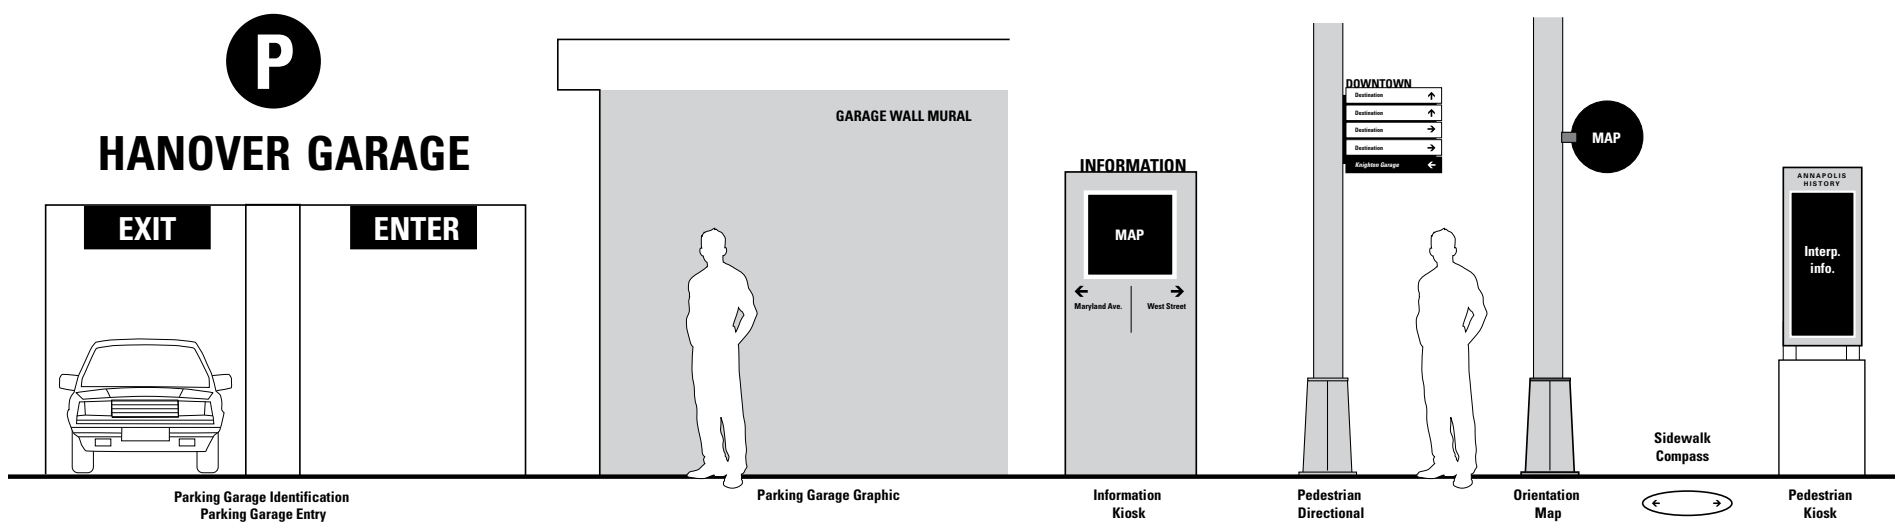 P
HANOVER GARAGE
EXIT
ENTER
Parking Garage Identification
Parking Garage Entry
GARAGE WALL MURAL
Parking Garage Graphic
INFORMATION
MAP
Maryland Ave.
West Street
Information
Kiosk
DOWNTOWN
Destination
Destination
Destination
Destination
Knighton Garage
Pedestrian
Directional
MAP
Orientation
Map
Sidewalk
Compass
ANNAPOLIS
HISTORY
Interp.
info.
Pedestrian
Kiosk